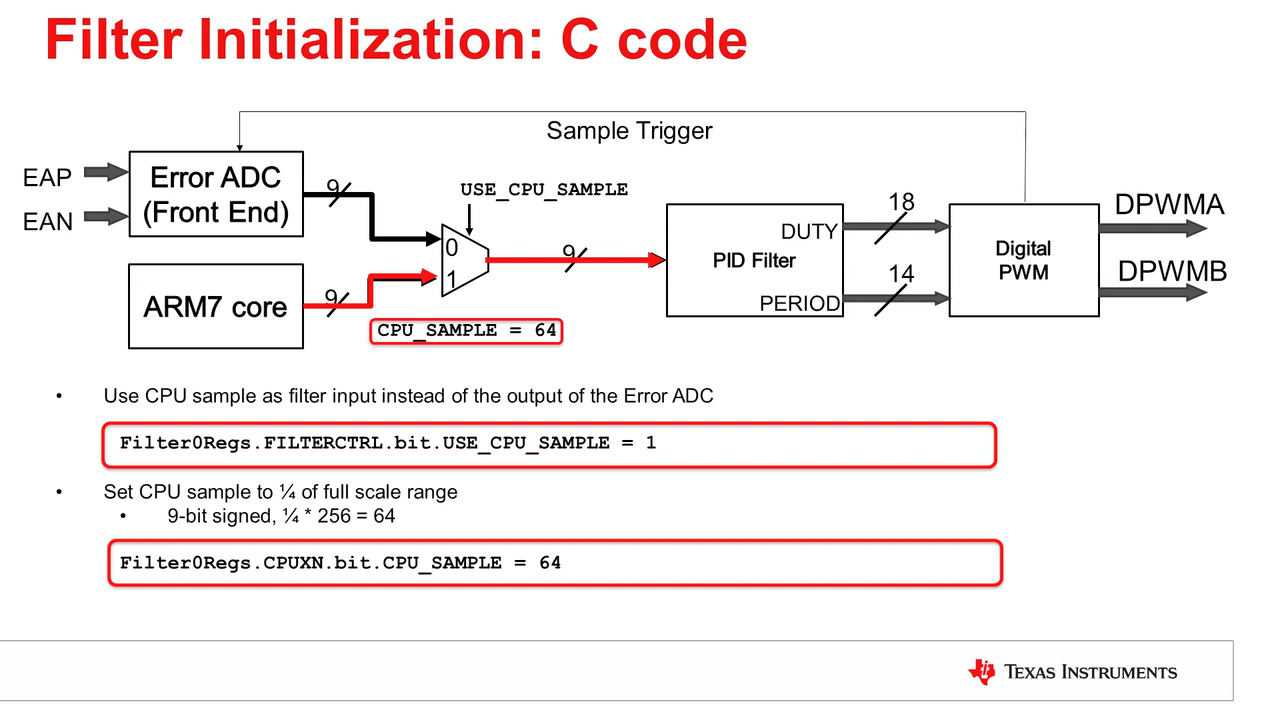 Filter Initialization: C code
Sample Trigger
EAP
EAN
Error ADC
(Front End)
9
USE_CPU_SAMPLE
0
1
9
ARM7 core
9
CPU_SAMPLE = 64
DUTY
PID Filter
PERIOD
18
14
Digital
PWM
DPWMA
DPWMB
• Use CPU sample as filter input instead of the output of the Error ADC
Filter0Regs.FILTERCTRL.bit.USE_CPU_SAMPLE = 1
• Set CPU sample to ¼ of full scale range
• 9-bit signed, ¼ * 256 = 64
Filter0Regs.CPUXN.bit.CPU_SAMPLE = 64
TEXAS INSTRUMENTS